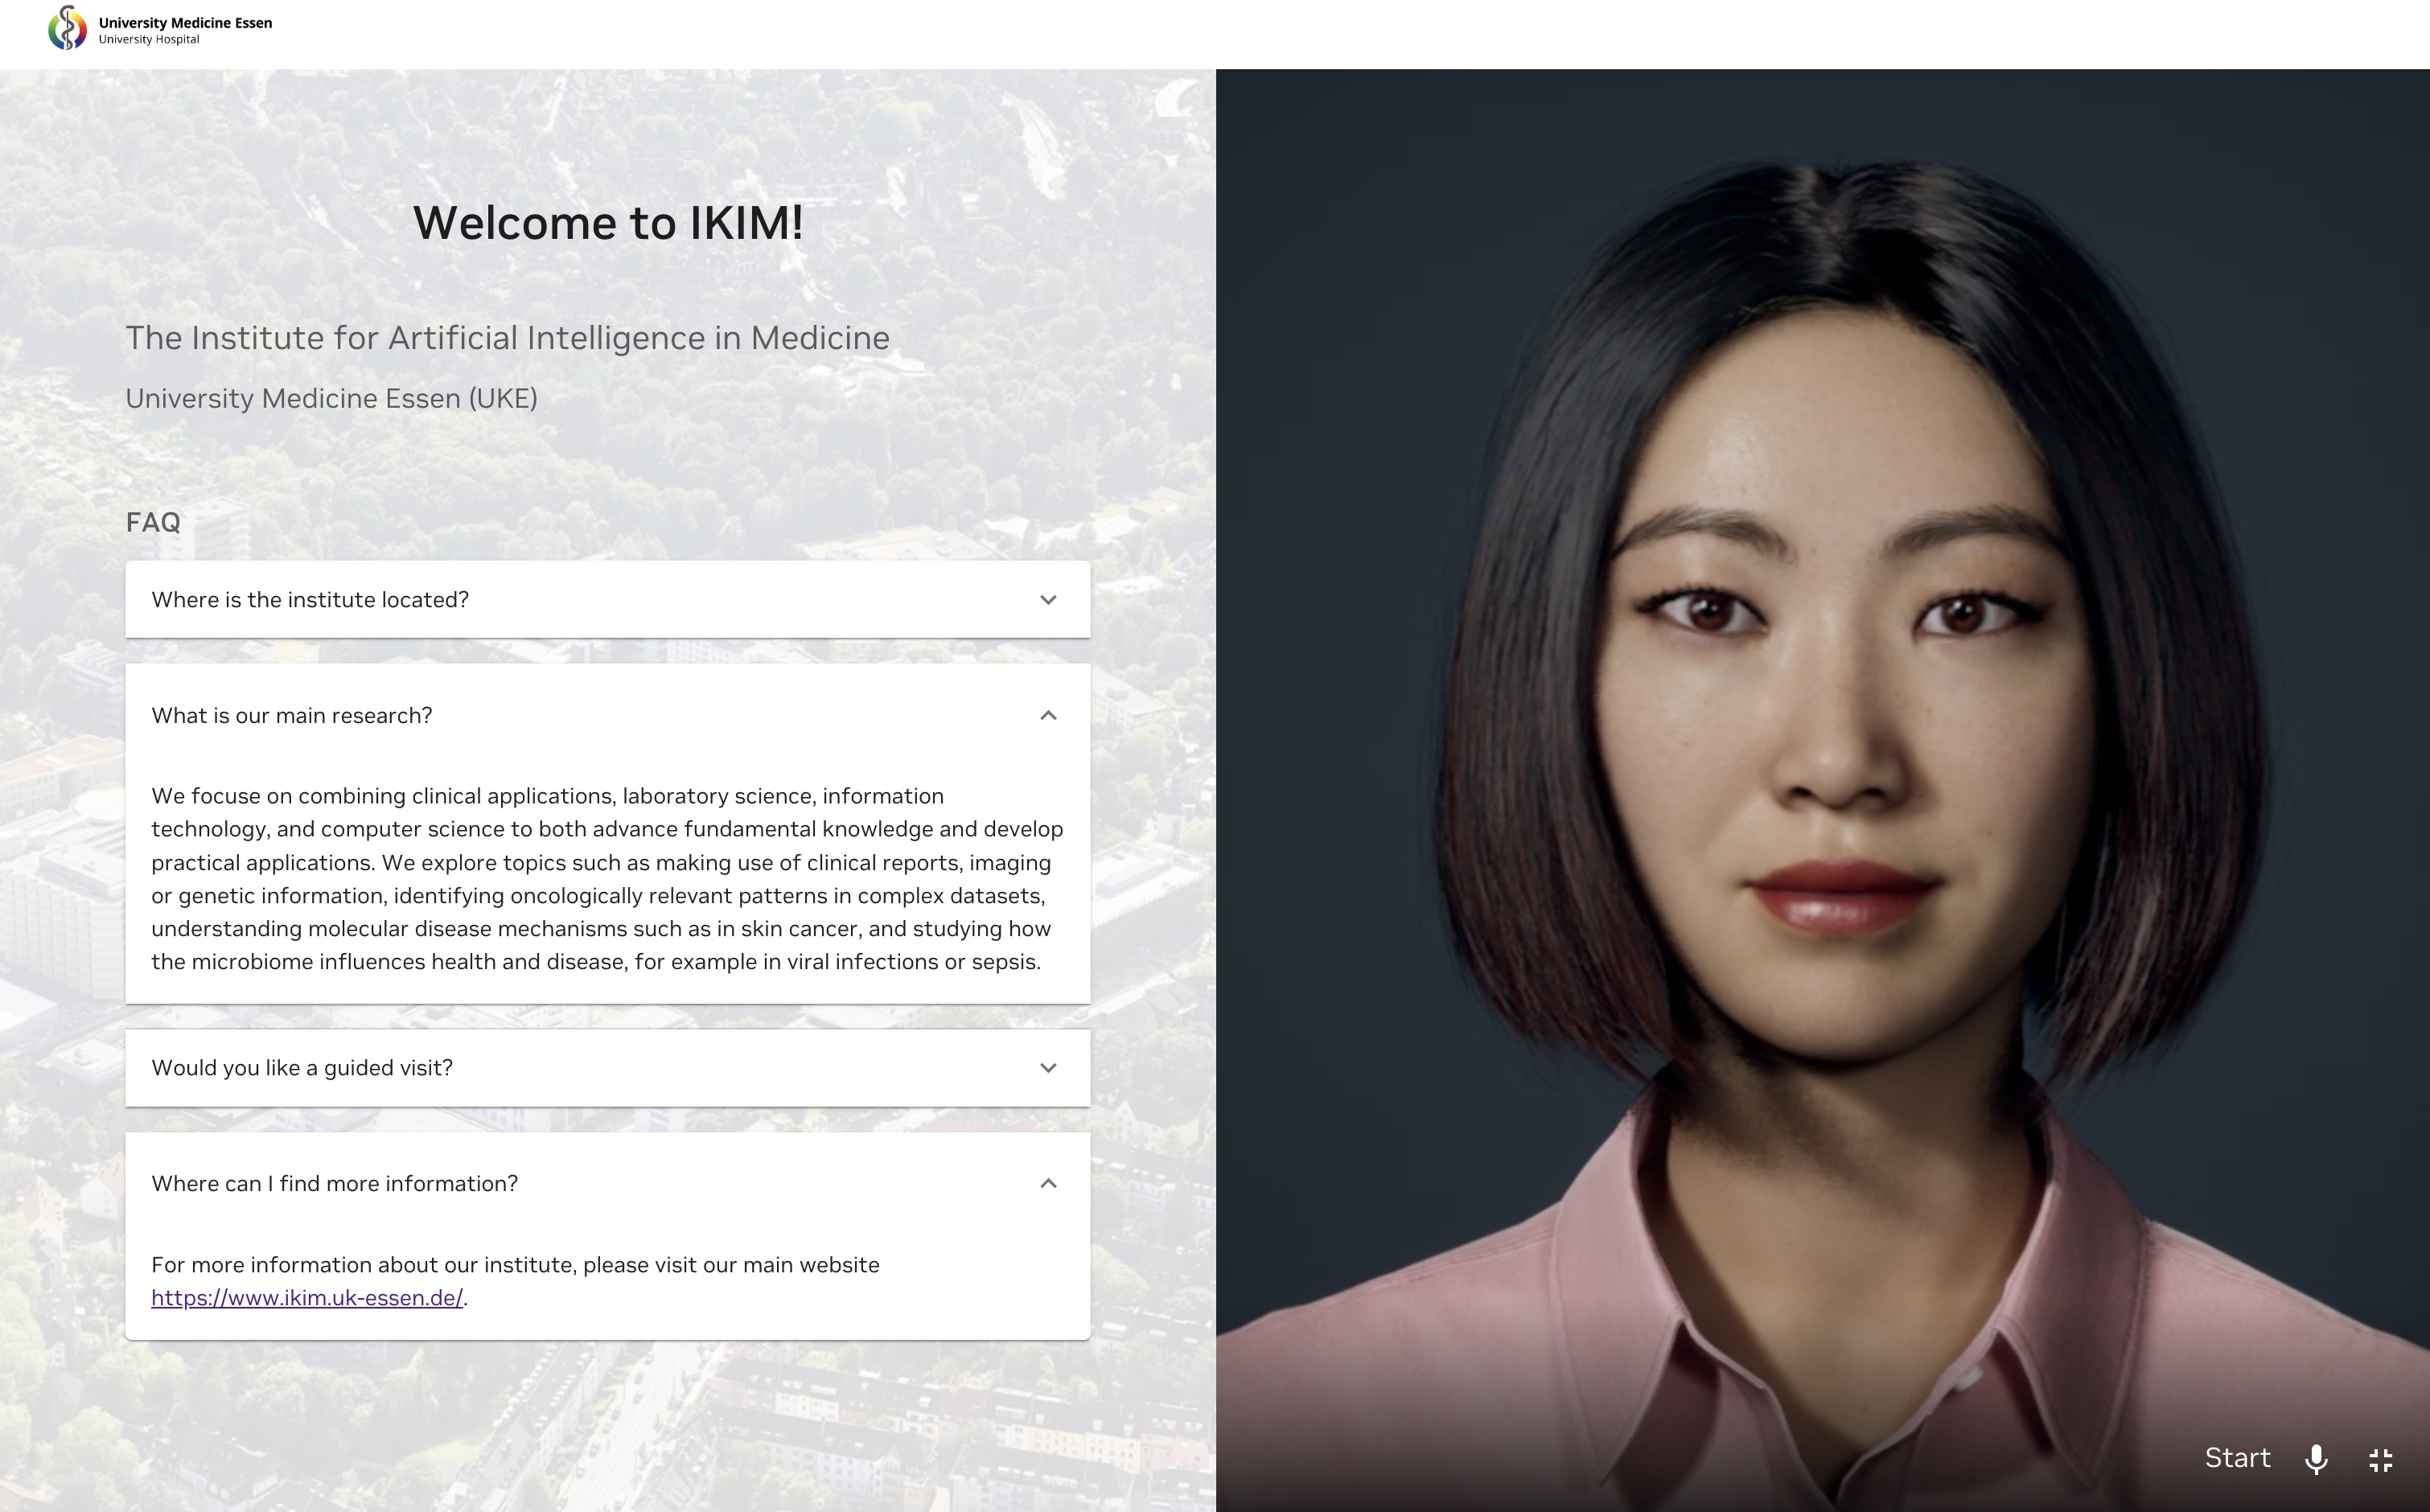 University Medicine Essen
University Hospital
Welcome to IKIM!
The Institute for Artificial Intelligence in Medicine
University Medicine Essen (UKE)
FAQ
Where is the institute located?
What is our main research?
We focuse on combining clinical applications, laboratory science, information
technology, and computer science to both advance fundamental knowledge and develop
practical applications. We explore topics such as making use of clinical reports, imaging
or genetic information, identifying oncologically relevant patterns in complex datasets,
understanding molecular disease mechanisms such as in skin cancer, and studying how
the microbiome influences health and disease, for example in viral infections or sepsis.
Would you like a guided visit?
Where can I find more information?
For more information about our institute, please visit our main website
https://www.ikim.uk-essen.de/.
Start